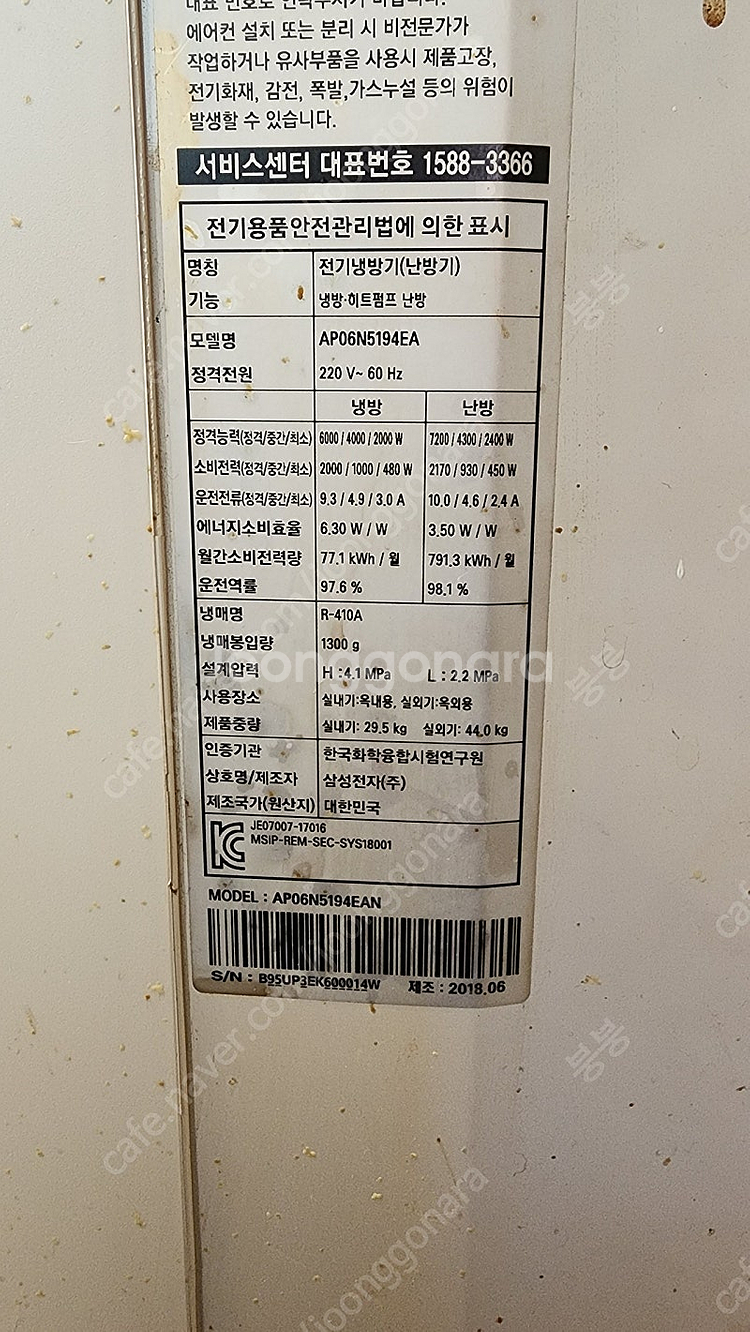 에어컨 설치 또는 분리 시 비전문가가
작업하거나 유사부품을 사용시 제품고장,
전기화재, 감전, 폭발,가스누설 등의 위험이
발생할 수 있습니다.
서비스센터 대표번호 1588-3366
전기용품안전관리법에 의한 표시
명칭 전기냉방기(난방기)
기능 냉방·히트펌프 난방
모델명 AP06N5194EA
정격전원 220 V~ 60 Hz
냉방 난방
정격능력(정격/중간/최소) 6000 / 4000 / 2000 W 7200 / 4300 / 2400 W
소비전력(정격/중간/최소) 2000 / 1000 / 480 W 2170 / 930 / 450 W
운전전류(정격/중간/최소) 9.3 / 4.9 / 3.0 A 10.0 / 4.6 / 2.4 A
에너지소비효율 6.30 W / W 3.50 W / W
월간소비전력량 77.1 kWh / 월 791.3 kWh / 월
운전역률 97.6 % 98.1 %
냉매명 R-410A
냉매봉입량 1300 g
설계압력 H :4.1 MPa L : 2.2 MPa
사용장소 실내기:옥내용, 실외기:옥외용
제품중량 실내기: 29.5 kg 실외기: 44.0 kg
인증기관 한국화학융합시험연구원
상호명/제조자 삼성전자(주)
제조국가(원산지) 대한민국
JE07007-17016
MSIP-REM-SEC-SYS18001
MODEL : AP06N5194EAN
S/N : B95UP3EK600014W 제조 : 2018.06
joonggonara
cafe.naver.com/joonggonara
붕붕